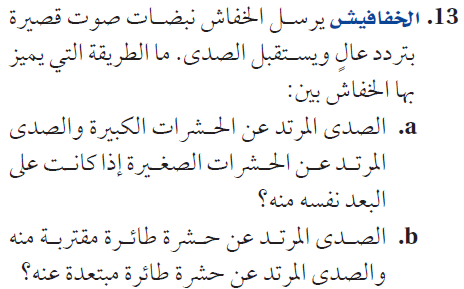 13. الخفافيش يرسل الخفاش نبضات صوت قصيرة
بتردد عالٍ ويستقبل الصدى. ما الطريقة التي يميز
بها الخفاش بين:
a. الصدى المرتد عن الحشرات الكبيرة والصدى
المرتد عن الحشرات الصغيرة إذا كانت على
البعد نفسه منه؟
b. الصدى المرتد عن حشرة طائرة مقتربة منه
والصدى المرتد عن حشرة طائرة مبتعدة عنه؟